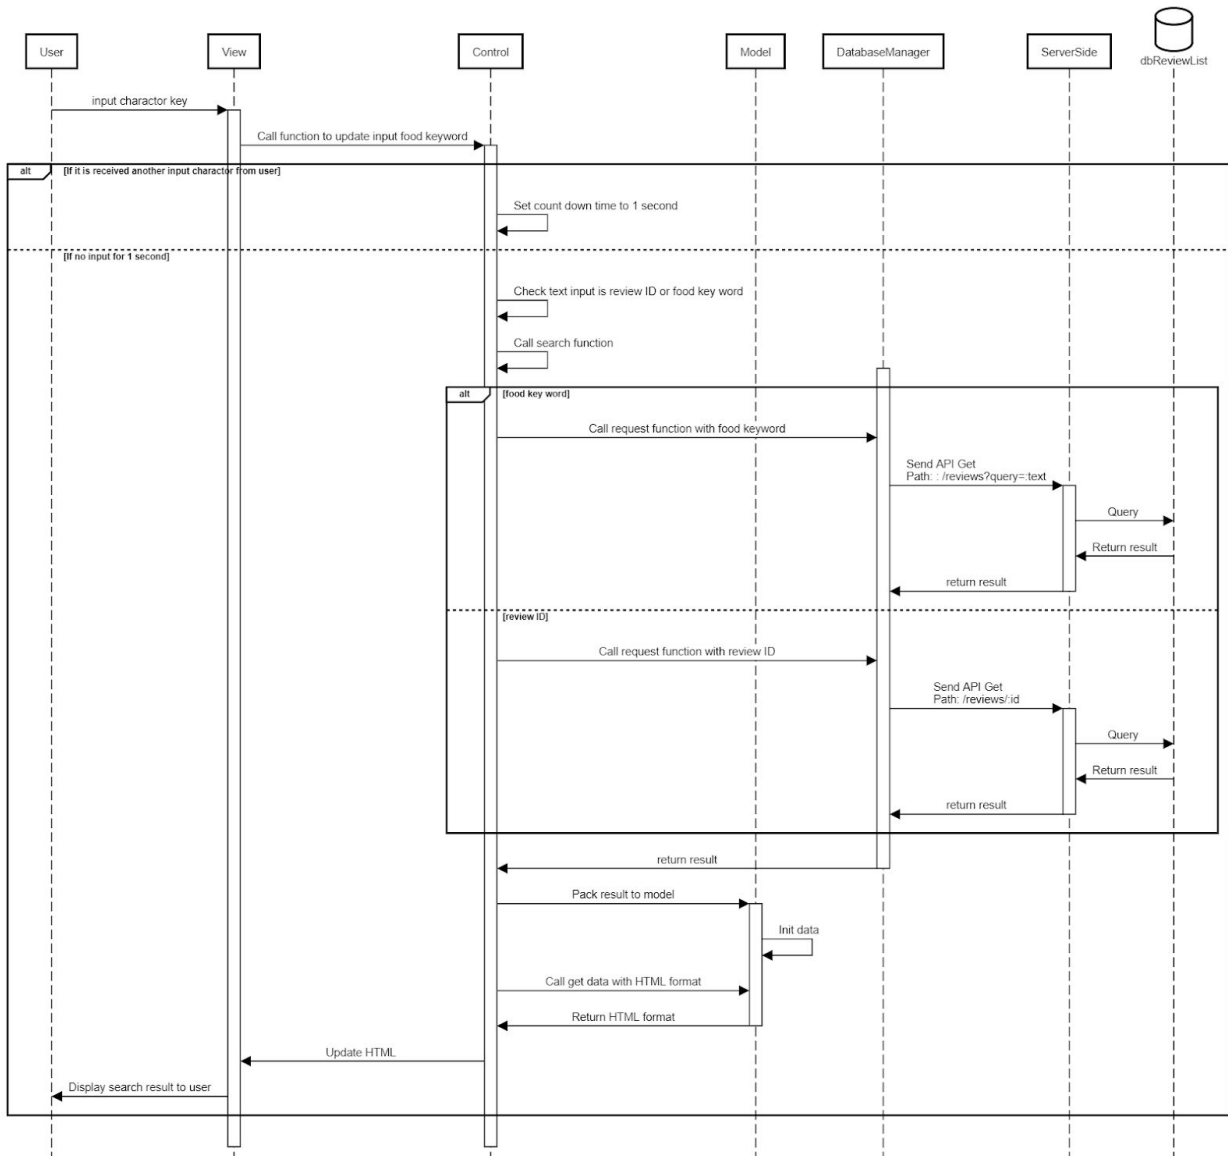 User
View
Control
Model
DatabaseManager
ServerSide
dbReviewList
input charactor key
Call function to update input food keyword
alt
[If it is received another input charactor from user]
Set count down time to 1 second
[If no input for 1 second]
Check text input is review ID or food key word
Call search function
alt
[food key word]
Call request function with food keyword
Send API Get
Path: : /reviews?query=:text
Query
Return result
return result
[review ID]
Call request function with review ID
Send API Get
Path: /reviews/:id
Query
Return result
return result
return result
Pack result to model
Init data
Call get data with HTML format
Return HTML format
Update HTML
Display search result to user